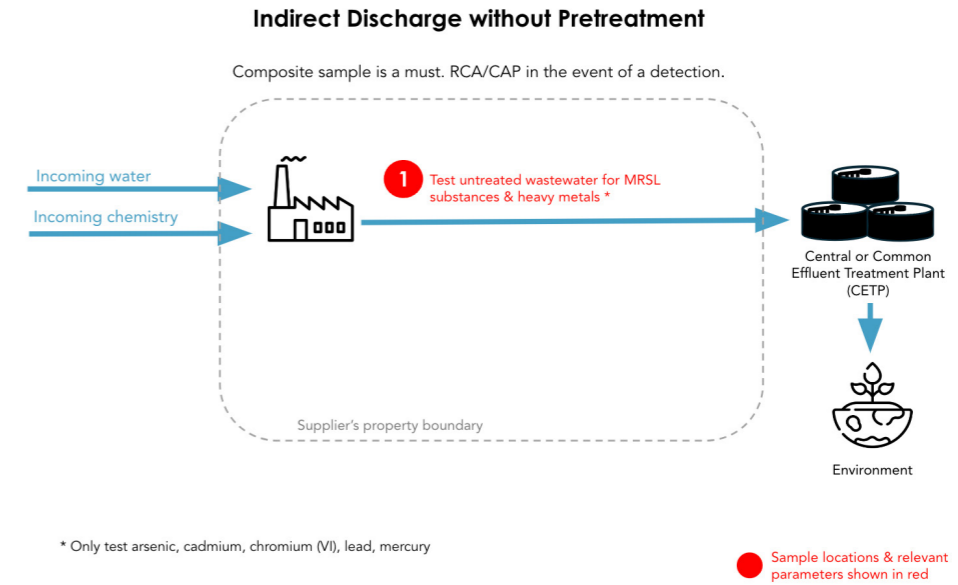 Indirect Discharge without Pretreatment
Composite sample is a must. RCA/CAP in the event of a detection.
Incoming water
Incoming chemistry
1
Test untreated wastewater for MRSL
substances & heavy metals *
Central or Common
Effluent Treatment Plant
(CETP)
Supplier's property boundary
Environment
* Only test arsenic, cadmium, chromium (VI), lead, mercury
Sample locations & relevant
parameters shown in red